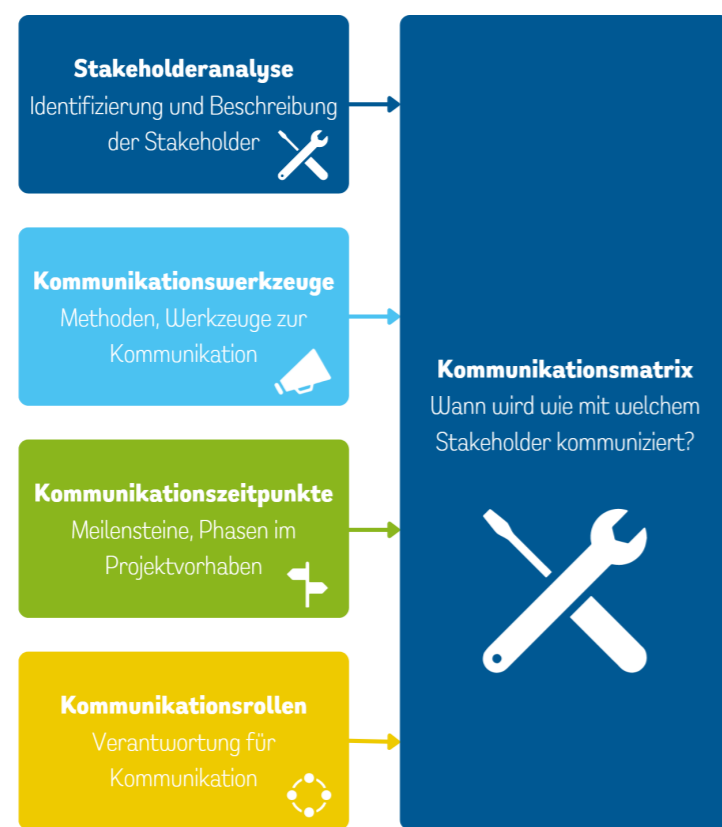 Stakeholderanalyse
Identifizierung und Beschreibung
der Stakeholder
Kommunikationswerkzeuge
Methoden, Werkzeuge zur
Kommunikation
Kommunikationszeitpunkte
Meilensteine, Phasen im
Projektvorhaben
Kommunikationsrollen
Verantwortung für
Kommunikation
Kommunikationsmatrix
Wann wird wie mit welchem
Stakeholder kommuniziert?